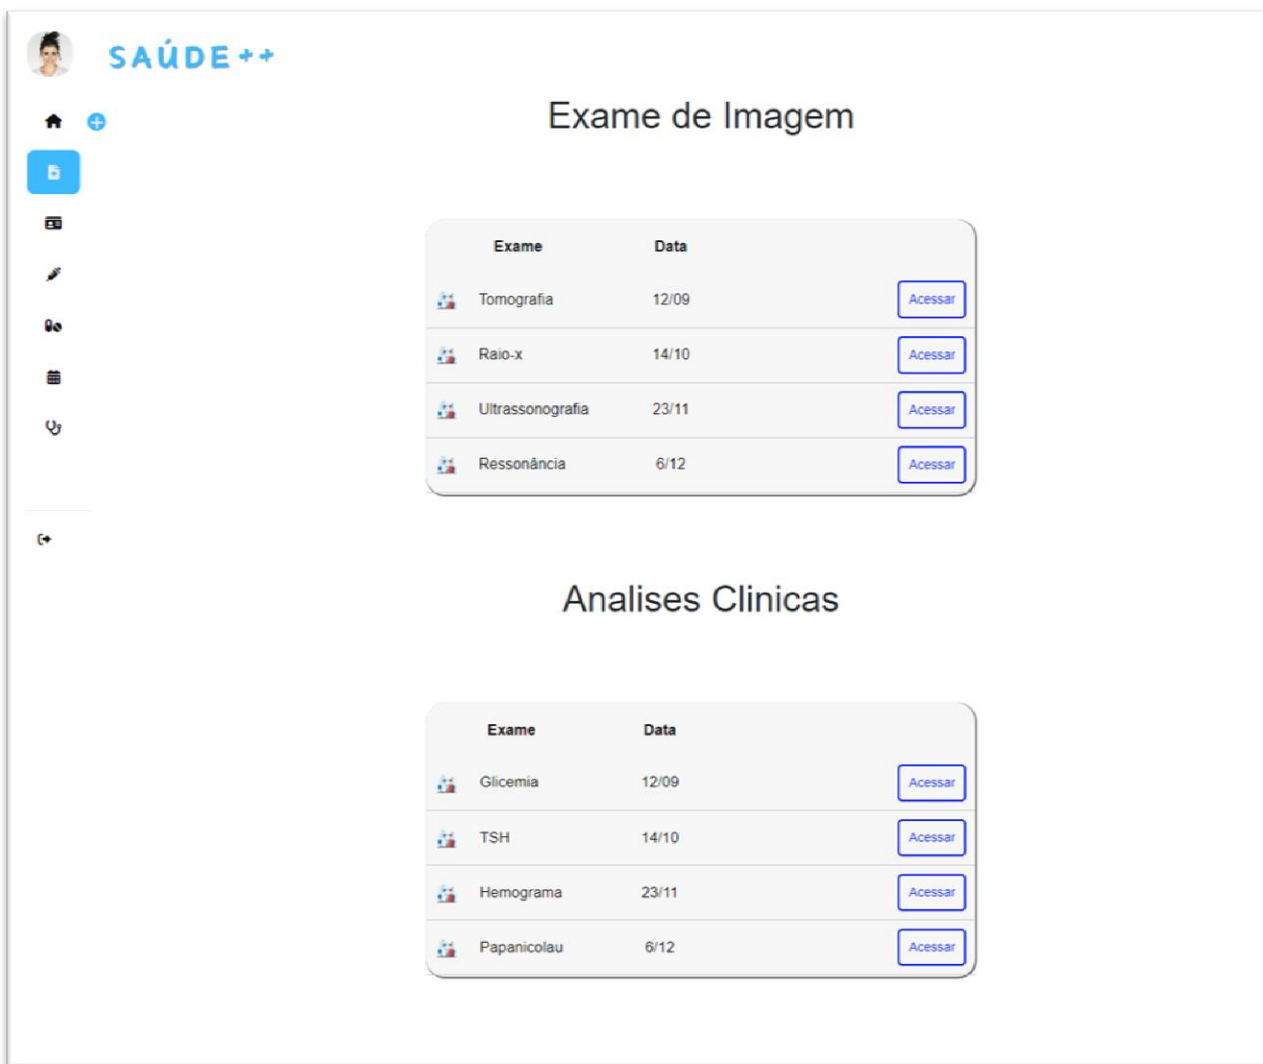 SAÚDE++
Exame de Imagem
Exame Data
Tomografia 12/09 Acessar
Raio-x 14/10 Acessar
Ultrassonografia 23/11 Acessar
Ressonância 6/12 Acessar
Analises Clinicas
Exame Data
Glicemia 12/09 Acessar
TSH 14/10 Acessar
Hemograma 23/11 Acessar
Papanicolau 6/12 Acessar